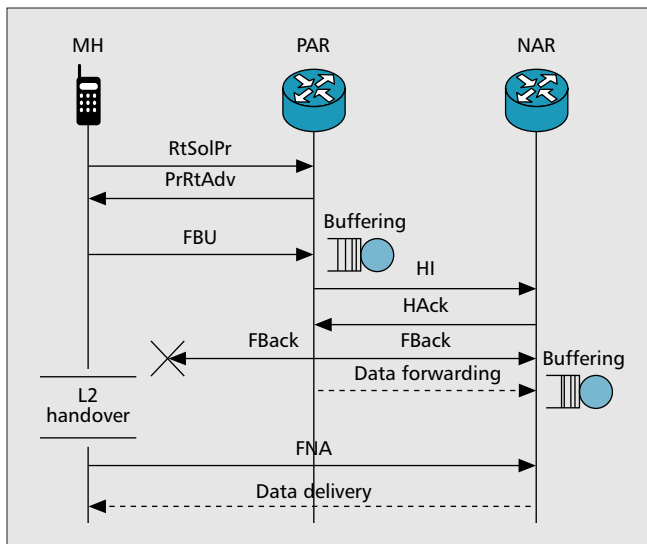 MH
PAR
NAR
RtSolPr
PrRtAdv
Buffering
FBU
HI
HAck
FBack
FBack
Buffering
Data forwarding
L2
handover
FNA
Data delivery